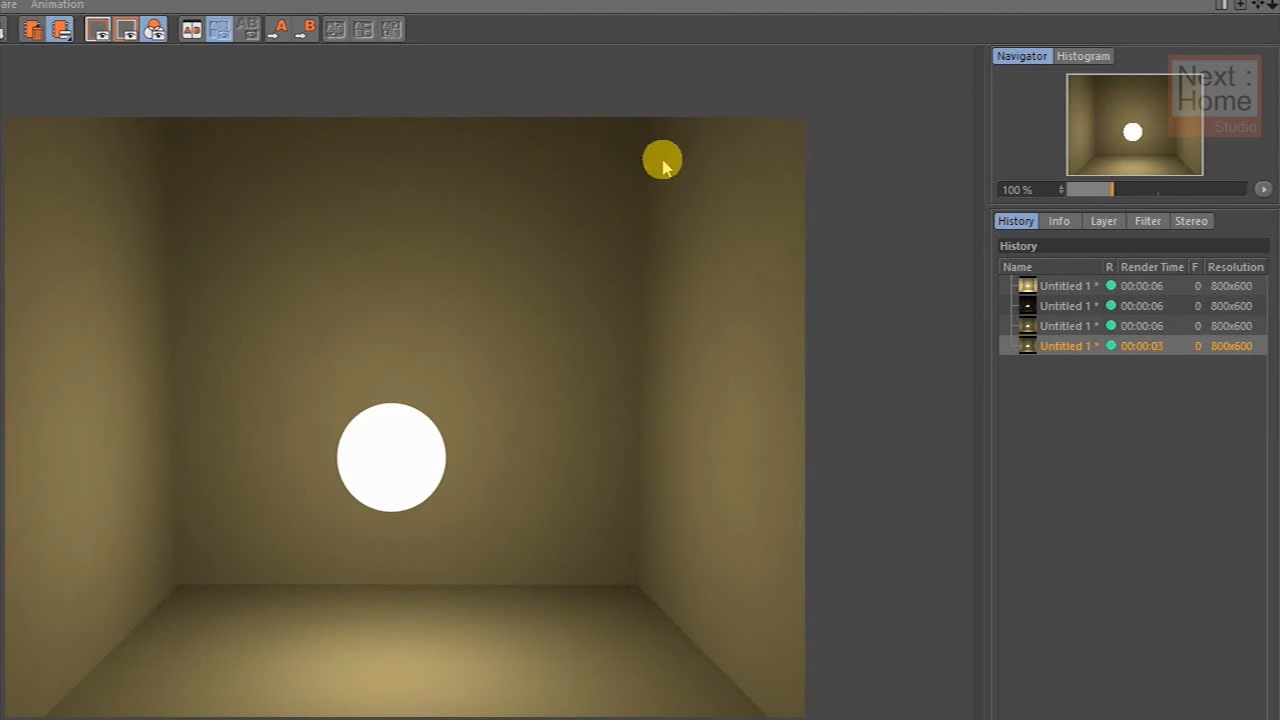 are Animation
AB AB A B
Navigator Histogram
Next :
Home
Studio
100 %
History Info Layer Filter Stereo
History
Name R Render Time F Resolution
Untitled 1 * 00:00:06 0 800x600
Untitled 1 * 00:00:06 0 800x600
Untitled 1 * 00:00:06 0 800x600
Untitled 1 * 00:00:03 0 800x600